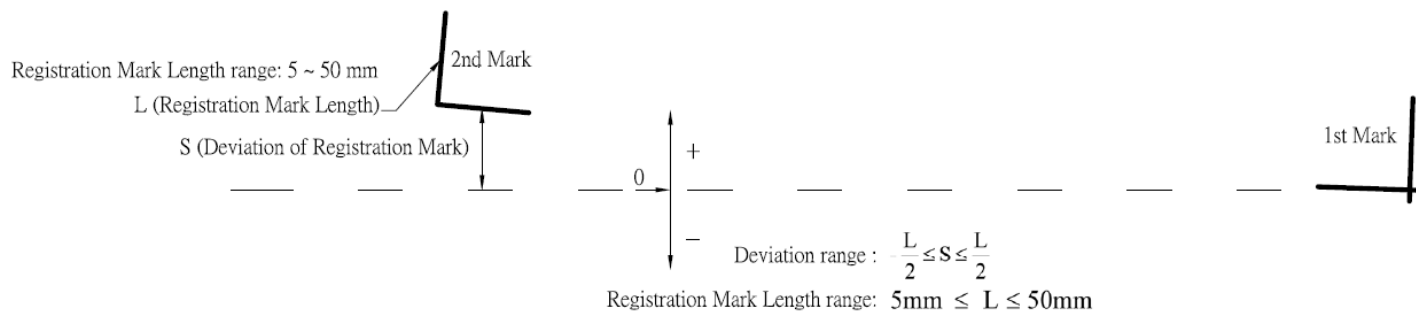 2nd Mark
Registration Mark Length range: 5 ~ 50 mm
L (Registration Mark Length)
S (Deviation of Registration Mark)
1st Mark
+
0
−
Deviation range : -L/2 ≤ S ≤ L/2
Registration Mark Length range: 5mm ≤ L ≤ 50mm